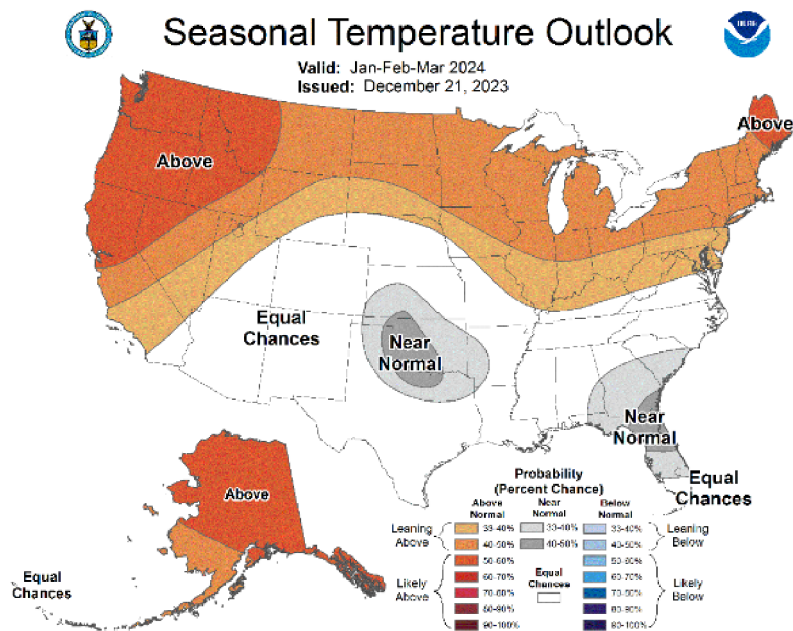 Seasonal Temperature Outlook
Valid: Jan-Feb-Mar 2024
Issued: December 21, 2023
Above
Above
Equal
Chances
Near
Normal
Near
Normal
Equal
Chances
Above
Equal
Chances
Probability
(Percent Chance)
Above
Normal
Near
Normal
Below
Normal
Leaning
Above
33-40%
33-40%
33-40%
Leaning
Below
40-50%
40-50%
40-50%
Likely
Above
50-60%
50-60%
Likely
Below
60-70%
Equal
Chances
60-70%
70-80%
70-80%
80-90%
80-90%
90-100%
90-100%